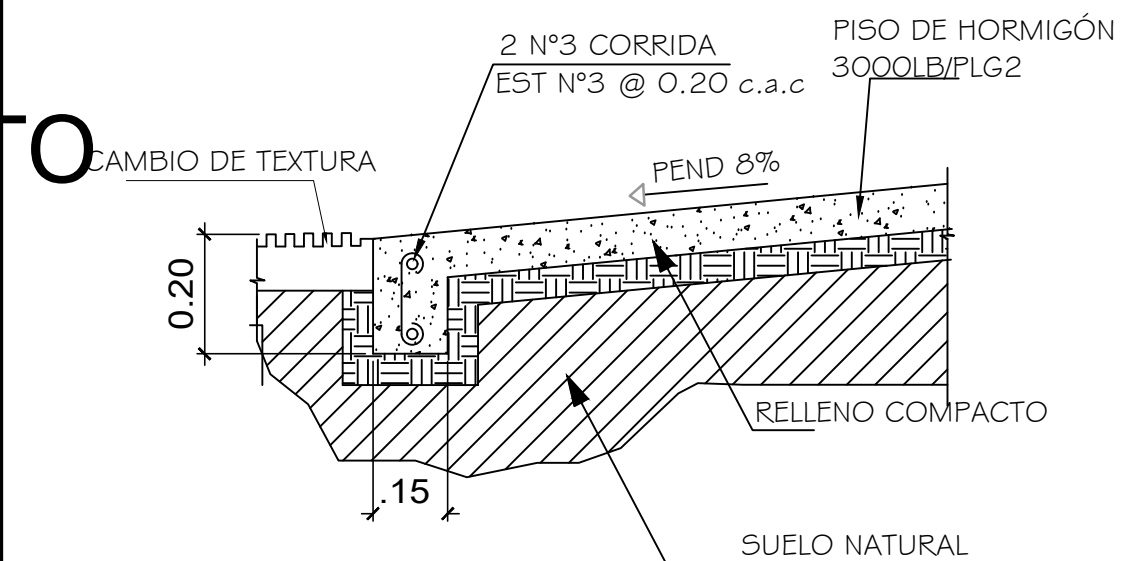 2 N°3 CORRIDA
EST N°3 @ 0.20 c.a.c
PISO DE HORMIGÓN
3000LB/PLG2
TO
CAMBIO DE TEXTURA
PEND 8%
0.20
RELLENO COMPACTO
.15
SUELO NATURAL